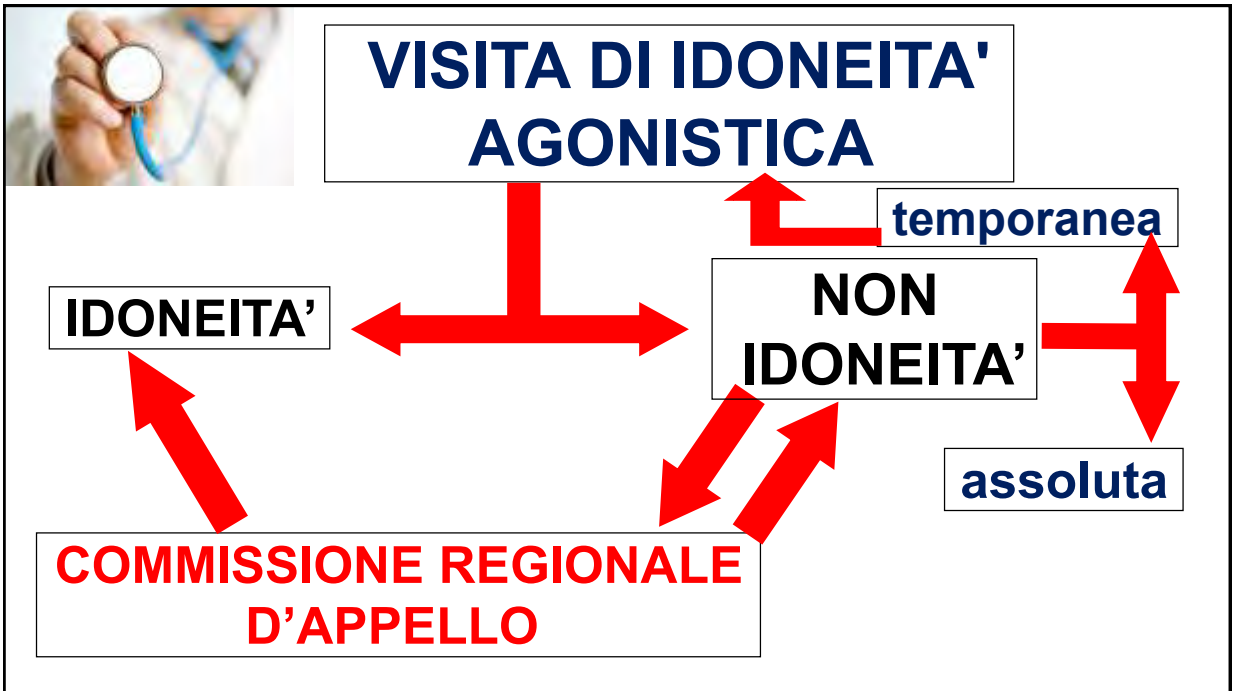 VISITA DI IDONEITA'
AGONISTICA
temporanea
IDONEITA’
NON
IDONEITA’
assoluta
COMMISSIONE REGIONALE
D’APPELLO